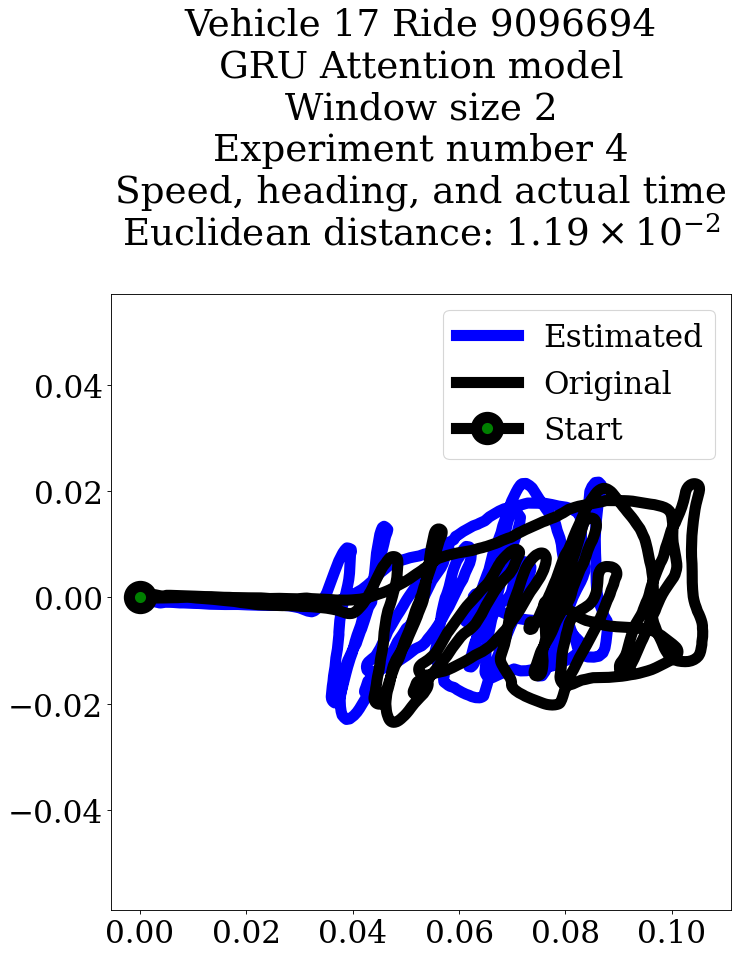 Vehicle 17 Ride 9096694
GRU Attention model
Window size 2
Experiment number 4
Speed, heading, and actual time
Euclidean distance: 1.19 × 10⁻²
Estimated
Original
Start
0.04
0.02
0.00
−0.02
−0.04
0.00 0.02 0.04 0.06 0.08 0.10